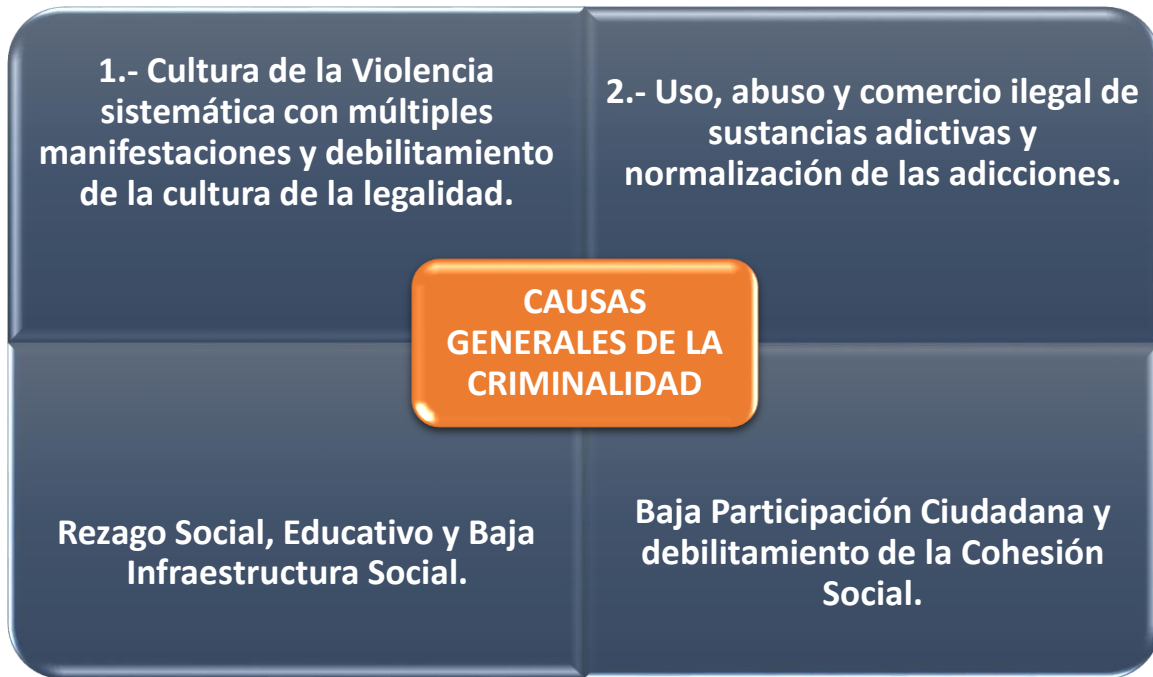 1.- Cultura de la Violencia
sistemática con múltiples
manifestaciones y debilitamiento
de la cultura de la legalidad.
2.- Uso, abuso y comercio ilegal de
sustancias adictivas y
normalización de las adicciones.
CAUSAS
GENERALES DE LA
CRIMINALIDAD
Rezago Social, Educativo y Baja
Infraestructura Social.
Baja Participación Ciudadana y
debilitamiento de la Cohesión
Social.